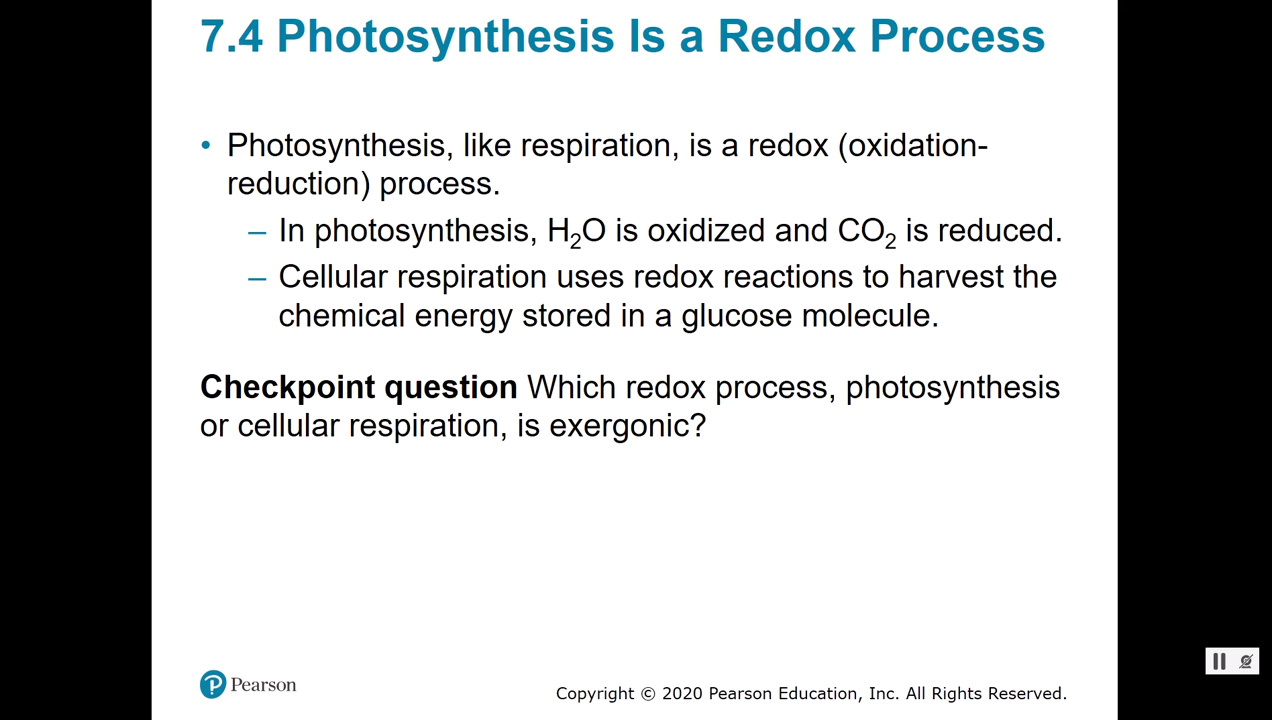 7.4 Photosynthesis Is a Redox Process
• Photosynthesis, like respiration, is a redox (oxidation-
reduction) process.
– In photosynthesis, H₂O is oxidized and CO₂ is reduced.
– Cellular respiration uses redox reactions to harvest the
chemical energy stored in a glucose molecule.
Checkpoint question Which redox process, photosynthesis
or cellular respiration, is exergonic?
P Pearson
Copyright © 2020 Pearson Education, Inc. All Rights Reserved.